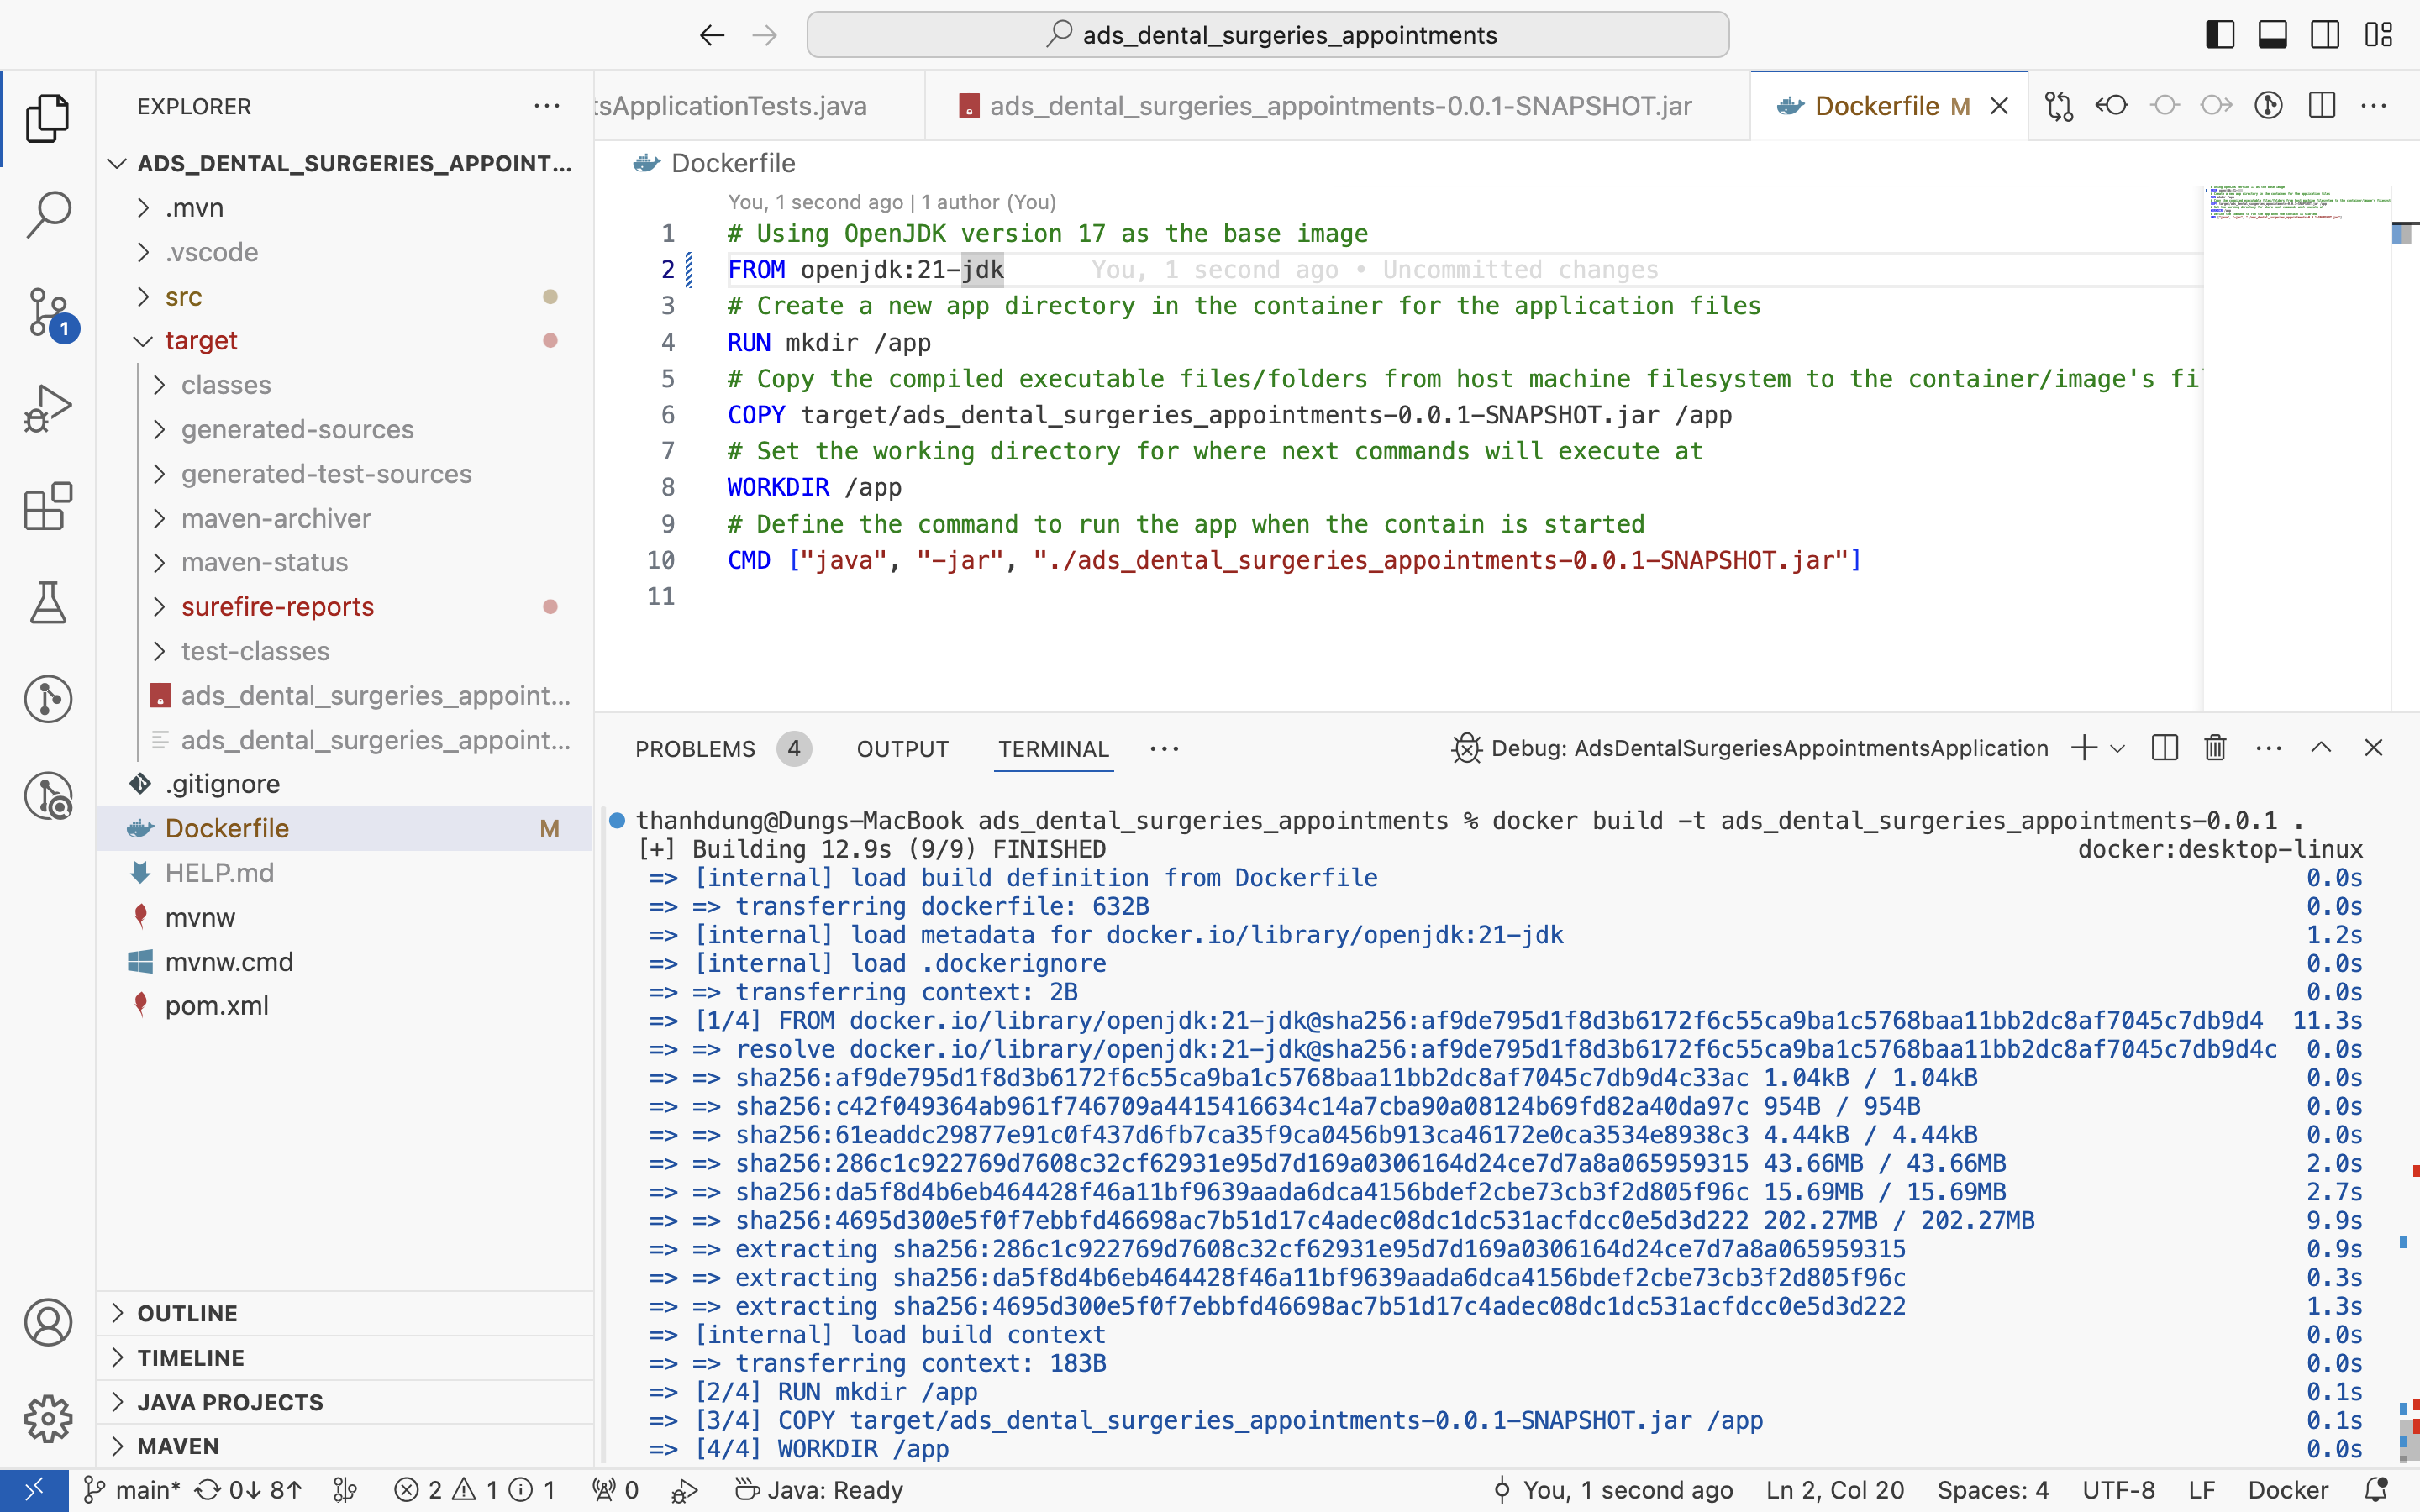 ads_dental_surgeries_appointments
EXPLORER
ADS_DENTAL_SURGERIES_APPOINT...
.mvn
.vscode
src
target
classes
generated-sources
generated-test-sources
maven-archiver
maven-status
surefire-reports
test-classes
ads_dental_surgeries_appoint...
ads_dental_surgeries_appoint...
.gitignore
Dockerfile M
HELP.md
mvnw
mvnw.cmd
pom.xml
OUTLINE
TIMELINE
JAVA PROJECTS
MAVEN
1
tsApplicationTests.java
ads_dental_surgeries_appointments-0.0.1-SNAPSHOT.jar
Dockerfile M
Dockerfile
You, 1 second ago | 1 author (You)
1 # Using OpenJDK version 17 as the base image
2 FROM openjdk:21-jdk You, 1 second ago • Uncommitted changes
3 # Create a new app directory in the container for the application files
4 RUN mkdir /app
5 # Copy the compiled executable files/folders from host machine filesystem to the container/image's fi
6 COPY target/ads_dental_surgeries_appointments-0.0.1-SNAPSHOT.jar /app
7 # Set the working directory for where next commands will execute at
8 WORKDIR /app
9 # Define the command to run the app when the contain is started
10 CMD ["java", "-jar", "./ads_dental_surgeries_appointments-0.0.1-SNAPSHOT.jar"]
11
PROBLEMS 4 OUTPUT TERMINAL ... Debug: AdsDentalSurgeriesAppointmentsApplication
thanhdung@Dungs-MacBook ads_dental_surgeries_appointments % docker build -t ads_dental_surgeries_appointments-0.0.1 .
[+] Building 12.9s (9/9) FINISHED docker:desktop-linux
=> [internal] load build definition from Dockerfile 0.0s
=> => transferring dockerfile: 632B 0.0s
=> [internal] load metadata for docker.io/library/openjdk:21-jdk 1.2s
=> [internal] load .dockerignore 0.0s
=> => transferring context: 2B 0.0s
=> [1/4] FROM docker.io/library/openjdk:21-jdk@sha256:af9de795d1f8d3b6172f6c55ca9ba1c5768baa11bb2dc8af7045c7db9d4 11.3s
=> => resolve docker.io/library/openjdk:21-jdk@sha256:af9de795d1f8d3b6172f6c55ca9ba1c5768baa11bb2dc8af7045c7db9d4c 0.0s
=> => sha256:af9de795d1f8d3b6172f6c55ca9ba1c5768baa11bb2dc8af7045c7db9d4c33ac 1.04kB / 1.04kB 0.0s
=> => sha256:c42f049364ab961f746709a4415416634c14a7cba90a08124b69fd82a40da97c 954B / 954B 0.0s
=> => sha256:61eaddc29877e91c0f437d6fb7ca35f9ca0456b913ca46172e0ca3534e8938c3 4.44kB / 4.44kB 0.0s
=> => sha256:286c1c922769d7608c32cf62931e95d7d169a0306164d24ce7d7a8a065959315 43.66MB / 43.66MB 2.0s
=> => sha256:da5f8d4b6eb464428f46a11bf9639aada6dca4156bdef2cbe73cb3f2d805f96c 15.69MB / 15.69MB 2.7s
=> => sha256:4695d300e5f0f7ebbfd46698ac7b51d17c4adec08dc1dc531acfdcc0e5d3d222 202.27MB / 202.27MB 9.9s
=> => extracting sha256:286c1c922769d7608c32cf62931e95d7d169a0306164d24ce7d7a8a065959315 0.9s
=> => extracting sha256:da5f8d4b6eb464428f46a11bf9639aada6dca4156bdef2cbe73cb3f2d805f96c 0.3s
=> => extracting sha256:4695d300e5f0f7ebbfd46698ac7b51d17c4adec08dc1dc531acfdcc0e5d3d222 1.3s
=> [internal] load build context 0.0s
=> => transferring context: 183B 0.0s
=> [2/4] RUN mkdir /app 0.1s
=> [3/4] COPY target/ads_dental_surgeries_appointments-0.0.1-SNAPSHOT.jar /app 0.1s
=> [4/4] WORKDIR /app 0.0s
main* 0↓ 8↑ 2 1 1 0 Java: Ready You, 1 second ago Ln 2, Col 20 Spaces: 4 UTF-8 LF Docker